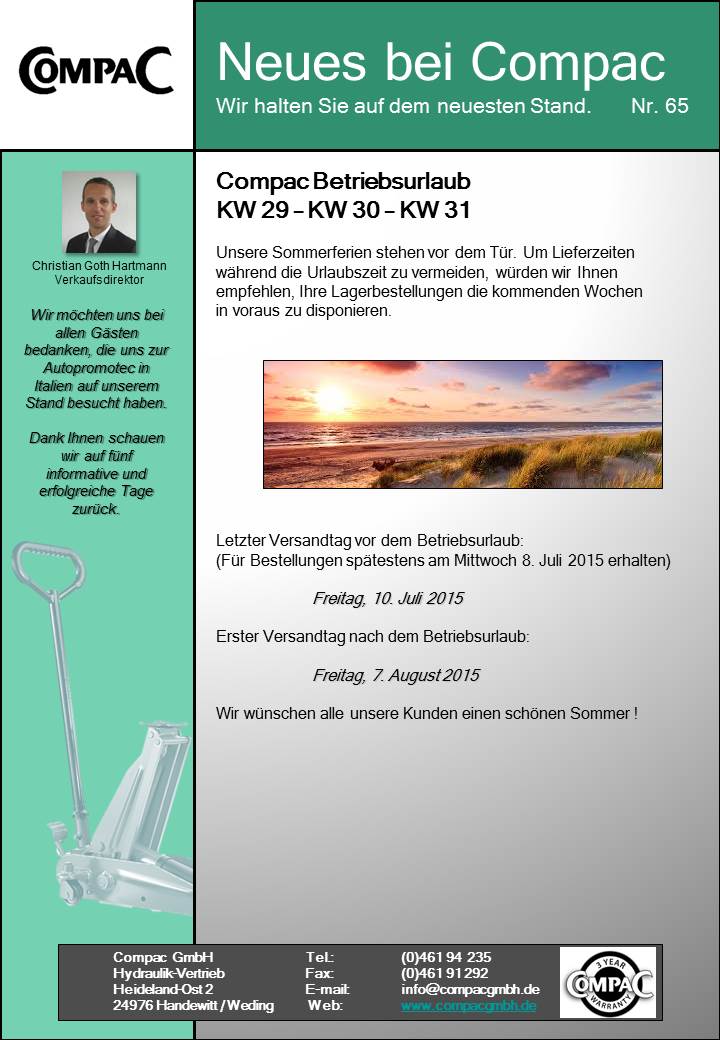 COMPAC
Neues bei Compac
Wir halten Sie auf dem neuesten Stand. Nr. 65
Christian Goth Hartmann
Verkaufsdirektor
Wir möchten uns bei
allen Gästen
bedanken, die uns zur
Autopromotec in
Italien auf unserem
Stand besucht haben.
Dank Ihnen schauen
wir auf fünf
informative und
erfolgreiche Tage
zurück.
Compac Betriebsurlaub
KW 29 – KW 30 – KW 31
Unsere Sommerferien stehen vor dem Tür. Um Lieferzeiten
während die Urlaubszeit zu vermeiden, würden wir Ihnen
empfehlen, Ihre Lagerbestellungen die kommenden Wochen
in voraus zu disponieren.
Letzter Versandtag vor dem Betriebsurlaub:
(Für Bestellungen spätestens am Mittwoch 8. Juli 2015 erhalten)
Freitag, 10. Juli 2015
Erster Versandtag nach dem Betriebsurlaub:
Freitag, 7. August 2015
Wir wünschen alle unsere Kunden einen schönen Sommer !
Compac GmbH Tel.: (0)461 94 235
Hydraulik-Vertrieb Fax: (0)461 91292
Heideland-Ost 2 E-mail: info@compacgmbh.de
24976 Handewitt / Weding Web: www.compacgmbh.de
3 YEAR
COMPAC
WARRANTY